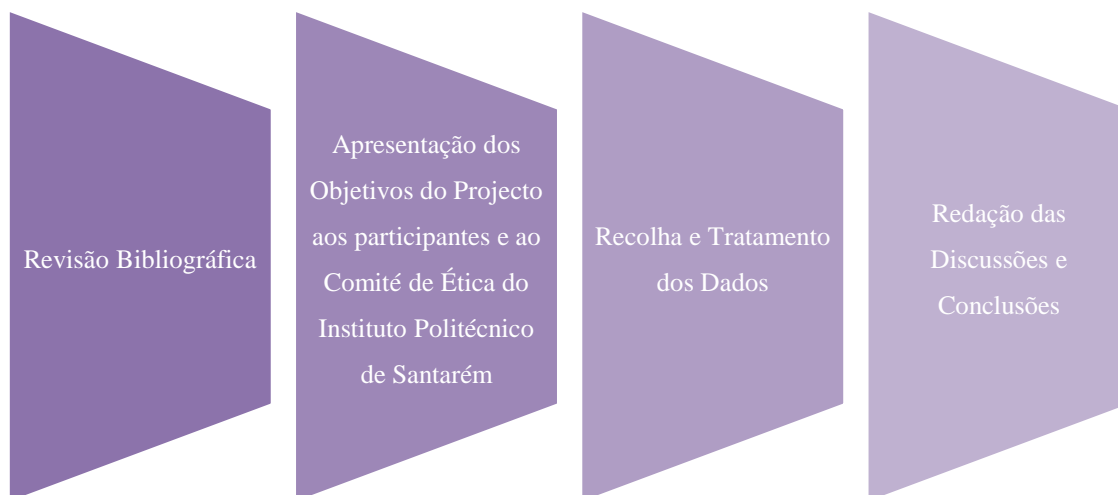 Revisão Bibliográfica
Apresentação dos
Objetivos do Projecto
aos participantes e ao
Comité de Ética do
Instituto Politécnico
de Santarém
Recolha e Tratamento
dos Dados
Redação das
Discussões e
Conclusões